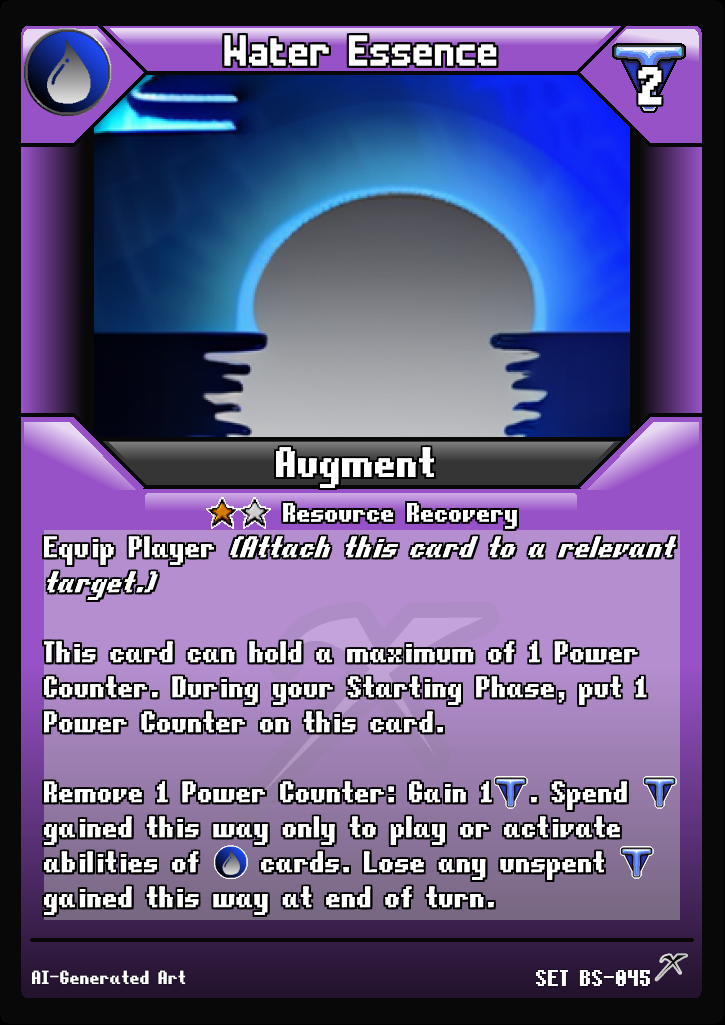 Water Essence
2
Augment
Resource Recovery
Equip Player (Attach this card to a relevant
target.)
This card can hold a maximum of 1 Power
Counter. During your Starting Phase, put 1
Power Counter on this card.
Remove 1 Power Counter: Gain 1 . Spend
gained this way only to play or activate
abilities of cards. Lose any unspent
gained this way at end of turn.
AI-Generated Art
SET BS-045